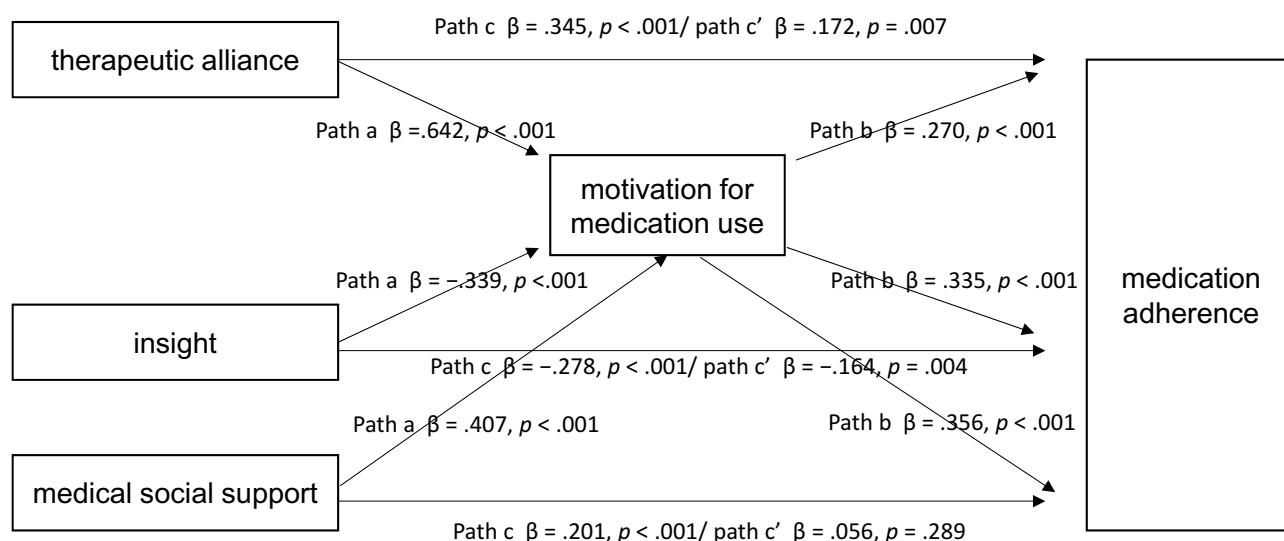 Path c β = .345, p < .001/ path c’ β = .172, p = .007
therapeutic alliance
Path a β =.642, p < .001
Path b β = .270, p < .001
motivation for
medication use
Path a β = −.339, p <.001
Path b β = .335, p < .001
medication
adherence
insight
Path c β = −.278, p < .001/ path c’ β = −.164, p = .004
Path a β = .407, p < .001
Path b β = .356, p < .001
medical social support
Path c β = .201, p < .001/ path c’ β = .056, p = .289